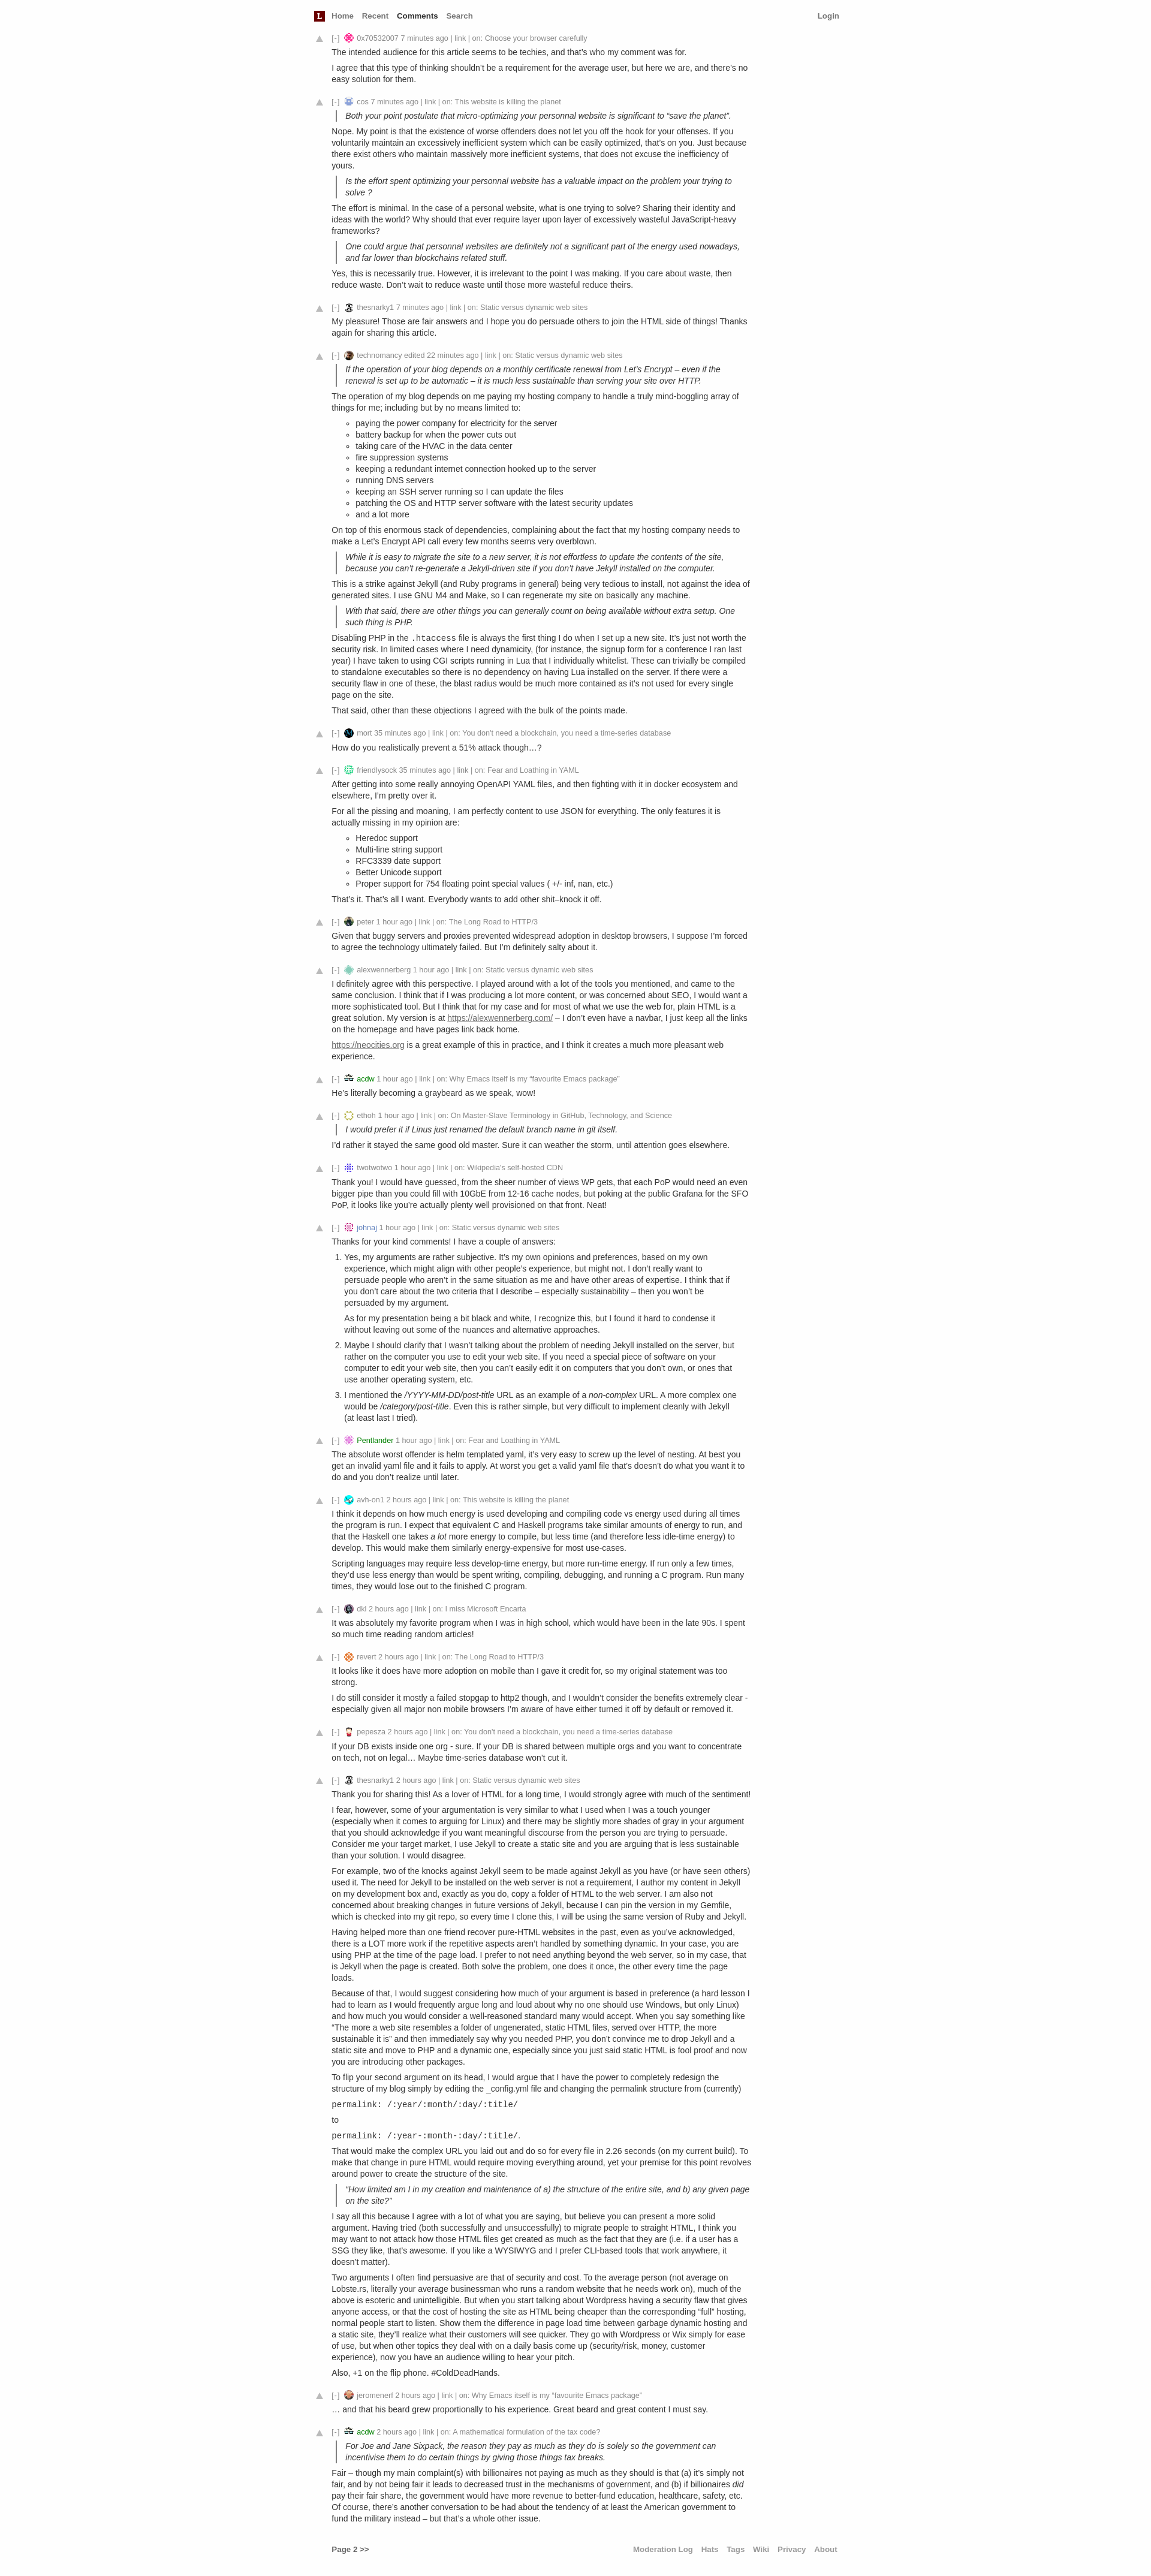 L Home Recent Comments Search Login
[-] 0x70532007 7 minutes ago | link | on: Choose your browser carefully
The intended audience for this article seems to be techies, and that's who my comment was for.
I agree that this type of thinking shouldn't be a requirement for the average user, but here we are, and there's no
easy solution for them.
[-] cos 7 minutes ago | link | on: This website is killing the planet
Both your point postulate that micro-optimizing your personnal website is significant to “save the planet”.
Nope. My point is that the existence of worse offenders does not let you off the hook for your offenses. If you
voluntarily maintain an excessively inefficient system which can be easily optimized, that's on you. Just because
there exist others who maintain massively more inefficient systems, that does not excuse the inefficiency of
yours.
Is the effort spent optimizing your personnal website has a valuable impact on the problem your trying to
solve ?
The effort is minimal. In the case of a personal website, what is one trying to solve? Sharing their identity and
ideas with the world? Why should that ever require layer upon layer of excessively wasteful JavaScript-heavy
frameworks?
One could argue that personnal websites are definitely not a significant part of the energy used nowadays,
and far lower than blockchains related stuff.
Yes, this is necessarily true. However, it is irrelevant to the point I was making. If you care about waste, then
reduce waste. Don't wait to reduce waste until those more wasteful reduce theirs.
[-] thesnarky1 7 minutes ago | link | on: Static versus dynamic web sites
My pleasure! Those are fair answers and I hope you do persuade others to join the HTML side of things! Thanks
again for sharing this article.
[-] technomancy edited 22 minutes ago | link | on: Static versus dynamic web sites
If the operation of your blog depends on a monthly certificate renewal from Let's Encrypt – even if the
renewal is set up to be automatic – it is much less sustainable than serving your site over HTTP.
The operation of my blog depends on me paying my hosting company to handle a truly mind-boggling array of
things for me; including but by no means limited to:
paying the power company for electricity for the server
battery backup for when the power cuts out
taking care of the HVAC in the data center
fire suppression systems
keeping a redundant internet connection hooked up to the server
running DNS servers
keeping an SSH server running so I can update the files
patching the OS and HTTP server software with the latest security updates
and a lot more
On top of this enormous stack of dependencies, complaining about the fact that my hosting company needs to
make a Let's Encrypt API call every few months seems very overblown.
While it is easy to migrate the site to a new server, it is not effortless to update the contents of the site,
because you can't re-generate a Jekyll-driven site if you don't have Jekyll installed on the computer.
This is a strike against Jekyll (and Ruby programs in general) being very tedious to install, not against the idea of
generated sites. I use GNU M4 and Make, so I can regenerate my site on basically any machine.
With that said, there are other things you can generally count on being available without extra setup. One
such thing is PHP.
Disabling PHP in the .htaccess file is always the first thing I do when I set up a new site. It's just not worth the
security risk. In limited cases where I need dynamicity, (for instance, the signup form for a conference I ran last
year) I have taken to using CGI scripts running in Lua that I individually whitelist. These can trivially be compiled
to standalone executables so there is no dependency on having Lua installed on the server. If there were a
security flaw in one of these, the blast radius would be much more contained as it's not used for every single
page on the site.
That said, other than these objections I agreed with the bulk of the points made.
[-] mort 35 minutes ago | link | on: You don't need a blockchain, you need a time-series database
How do you realistically prevent a 51% attack though…?
[-] friendlysock 35 minutes ago | link | on: Fear and Loathing in YAML
After getting into some really annoying OpenAPI YAML files, and then fighting with it in docker ecosystem and
elsewhere, I'm pretty over it.
For all the pissing and moaning, I am perfectly content to use JSON for everything. The only features it is
actually missing in my opinion are:
Heredoc support
Multi-line string support
RFC3339 date support
Better Unicode support
Proper support for 754 floating point special values ( +/- inf, nan, etc.)
That's it. That's all I want. Everybody wants to add other shit–knock it off.
[-] peter 1 hour ago | link | on: The Long Road to HTTP/3
Given that buggy servers and proxies prevented widespread adoption in desktop browsers, I suppose I'm forced
to agree the technology ultimately failed. But I'm definitely salty about it.
[-] alexwennerberg 1 hour ago | link | on: Static versus dynamic web sites
I definitely agree with this perspective. I played around with a lot of the tools you mentioned, and came to the
same conclusion. I think that if I was producing a lot more content, or was concerned about SEO, I would want a
more sophisticated tool. But I think that for my case and for most of what we use the web for, plain HTML is a
great solution. My version is at https://alexwennerberg.com/ – I don't even have a navbar, I just keep all the links
on the homepage and have pages link back home.
https://neocities.org is a great example of this in practice, and I think it creates a much more pleasant web
experience.
[-] acdw 1 hour ago | link | on: Why Emacs itself is my “favourite Emacs package”
He's literally becoming a graybeard as we speak, wow!
[-] ethoh 1 hour ago | link | on: On Master-Slave Terminology in GitHub, Technology, and Science
I would prefer it if Linus just renamed the default branch name in git itself.
I'd rather it stayed the same good old master. Sure it can weather the storm, until attention goes elsewhere.
[-] twotwotwo 1 hour ago | link | on: Wikipedia's self-hosted CDN
Thank you! I would have guessed, from the sheer number of views WP gets, that each PoP would need an even
bigger pipe than you could fill with 10GbE from 12-16 cache nodes, but poking at the public Grafana for the SFO
PoP, it looks like you're actually plenty well provisioned on that front. Neat!
[-] johnaj 1 hour ago | link | on: Static versus dynamic web sites
Thanks for your kind comments! I have a couple of answers:
1. Yes, my arguments are rather subjective. It's my own opinions and preferences, based on my own
experience, which might align with other people's experience, but might not. I don't really want to
persuade people who aren't in the same situation as me and have other areas of expertise. I think that if
you don't care about the two criteria that I describe – especially sustainability – then you won't be
persuaded by my argument.
As for my presentation being a bit black and white, I recognize this, but I found it hard to condense it
without leaving out some of the nuances and alternative approaches.
2. Maybe I should clarify that I wasn't talking about the problem of needing Jekyll installed on the server, but
rather on the computer you use to edit your web site. If you need a special piece of software on your
computer to edit your web site, then you can't easily edit it on computers that you don't own, or ones that
use another operating system, etc.
3. I mentioned the /YYYY-MM-DD/post-title URL as an example of a non-complex URL. A more complex one
would be /category/post-title. Even this is rather simple, but very difficult to implement cleanly with Jekyll
(at least last I tried).
[-] Pentlander 1 hour ago | link | on: Fear and Loathing in YAML
The absolute worst offender is helm templated yaml, it's very easy to screw up the level of nesting. At best you
get an invalid yaml file and it fails to apply. At worst you get a valid yaml file that's doesn't do what you want it to
do and you don't realize until later.
[-] avh-on1 2 hours ago | link | on: This website is killing the planet
I think it depends on how much energy is used developing and compiling code vs energy used during all times
the program is run. I expect that equivalent C and Haskell programs take similar amounts of energy to run, and
that the Haskell one takes a lot more energy to compile, but less time (and therefore less idle-time energy) to
develop. This would make them similarly energy-expensive for most use-cases.
Scripting languages may require less develop-time energy, but more run-time energy. If run only a few times,
they'd use less energy than would be spent writing, compiling, debugging, and running a C program. Run many
times, they would lose out to the finished C program.
[-] dkl 2 hours ago | link | on: I miss Microsoft Encarta
It was absolutely my favorite program when I was in high school, which would have been in the late 90s. I spent
so much time reading random articles!
[-] revert 2 hours ago | link | on: The Long Road to HTTP/3
It looks like it does have more adoption on mobile than I gave it credit for, so my original statement was too
strong.
I do still consider it mostly a failed stopgap to http2 though, and I wouldn't consider the benefits extremely clear -
especially given all major non mobile browsers I'm aware of have either turned it off by default or removed it.
[-] pepesza 2 hours ago | link | on: You don't need a blockchain, you need a time-series database
If your DB exists inside one org - sure. If your DB is shared between multiple orgs and you want to concentrate
on tech, not on legal… Maybe time-series database won't cut it.
[-] thesnarky1 2 hours ago | link | on: Static versus dynamic web sites
Thank you for sharing this! As a lover of HTML for a long time, I would strongly agree with much of the sentiment!
I fear, however, some of your argumentation is very similar to what I used when I was a touch younger
(especially when it comes to arguing for Linux) and there may be slightly more shades of gray in your argument
that you should acknowledge if you want meaningful discourse from the person you are trying to persuade.
Consider me your target market, I use Jekyll to create a static site and you are arguing that is less sustainable
than your solution. I would disagree.
For example, two of the knocks against Jekyll seem to be made against Jekyll as you have (or have seen others)
used it. The need for Jekyll to be installed on the web server is not a requirement, I author my content in Jekyll
on my development box and, exactly as you do, copy a folder of HTML to the web server. I am also not
concerned about breaking changes in future versions of Jekyll, because I can pin the version in my Gemfile,
which is checked into my git repo, so every time I clone this, I will be using the same version of Ruby and Jekyll.
Having helped more than one friend recover pure-HTML websites in the past, even as you've acknowledged,
there is a LOT more work if the repetitive aspects aren't handled by something dynamic. In your case, you are
using PHP at the time of the page load. I prefer to not need anything beyond the web server, so in my case, that
is Jekyll when the page is created. Both solve the problem, one does it once, the other every time the page
loads.
Because of that, I would suggest considering how much of your argument is based in preference (a hard lesson I
had to learn as I would frequently argue long and loud about why no one should use Windows, but only Linux)
and how much you would consider a well-reasoned standard many would accept. When you say something like
“The more a web site resembles a folder of ungenerated, static HTML files, served over HTTP, the more
sustainable it is” and then immediately say why you needed PHP, you don't convince me to drop Jekyll and a
static site and move to PHP and a dynamic one, especially since you just said static HTML is fool proof and now
you are introducing other packages.
To flip your second argument on its head, I would argue that I have the power to completely redesign the
structure of my blog simply by editing the _config.yml file and changing the permalink structure from (currently)
permalink: /:year/:month/:day/:title/
to
permalink: /:year-:month-:day/:title/.
That would make the complex URL you laid out and do so for every file in 2.26 seconds (on my current build). To
make that change in pure HTML would require moving everything around, yet your premise for this point revolves
around power to create the structure of the site.
“How limited am I in my creation and maintenance of a) the structure of the entire site, and b) any given page
on the site?”
I say all this because I agree with a lot of what you are saying, but believe you can present a more solid
argument. Having tried (both successfully and unsuccessfully) to migrate people to straight HTML, I think you
may want to not attack how those HTML files get created as much as the fact that they are (i.e. if a user has a
SSG they like, that's awesome. If you like a WYSIWYG and I prefer CLI-based tools that work anywhere, it
doesn't matter).
Two arguments I often find persuasive are that of security and cost. To the average person (not average on
Lobste.rs, literally your average businessman who runs a random website that he needs work on), much of the
above is esoteric and unintelligible. But when you start talking about Wordpress having a security flaw that gives
anyone access, or that the cost of hosting the site as HTML being cheaper than the corresponding “full” hosting,
normal people start to listen. Show them the difference in page load time between garbage dynamic hosting and
a static site, they'll realize what their customers will see quicker. They go with Wordpress or Wix simply for ease
of use, but when other topics they deal with on a daily basis come up (security/risk, money, customer
experience), now you have an audience willing to hear your pitch.
Also, +1 on the flip phone. #ColdDeadHands.
[-] jeromenerf 2 hours ago | link | on: Why Emacs itself is my “favourite Emacs package”
… and that his beard grew proportionally to his experience. Great beard and great content I must say.
[-] acdw 2 hours ago | link | on: A mathematical formulation of the tax code?
For Joe and Jane Sixpack, the reason they pay as much as they do is solely so the government can
incentivise them to do certain things by giving those things tax breaks.
Fair – though my main complaint(s) with billionaires not paying as much as they should is that (a) it's simply not
fair, and by not being fair it leads to decreased trust in the mechanisms of government, and (b) if billionaires did
pay their fair share, the government would have more revenue to better-fund education, healthcare, safety, etc.
Of course, there's another conversation to be had about the tendency of at least the American government to
fund the military instead – but that's a whole other issue.
Page 2 >> Moderation Log Hats Tags Wiki Privacy About